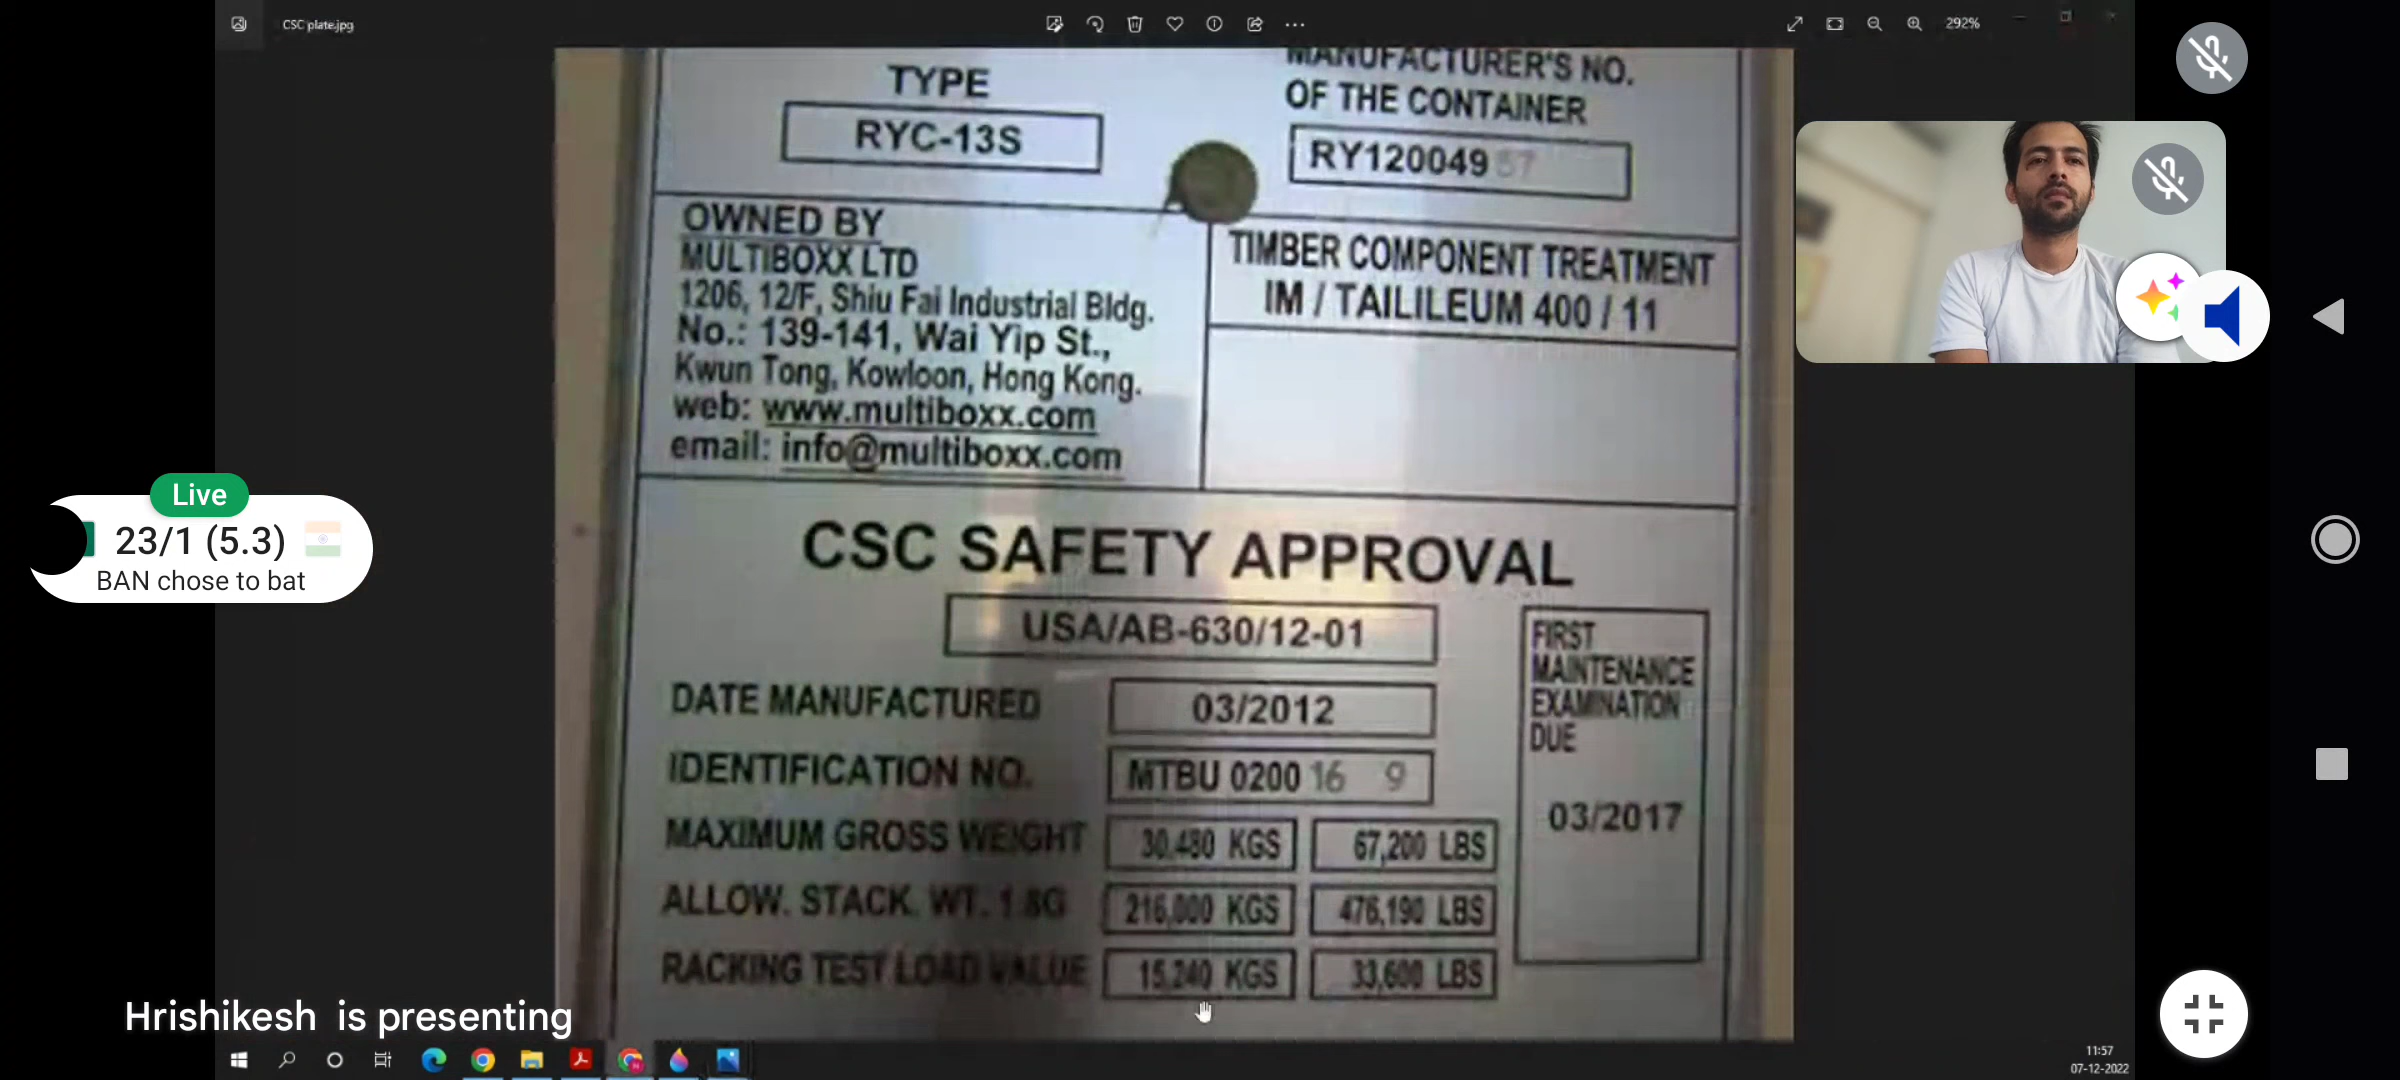 CSC plate.jpg
292%
TYPE
RYC-13S
MANUFACTURER'S NO.
OF THE CONTAINER
RY120049 57
OWNED BY
MULTIBOXX LTD
1206, 12/F, Shiu Fai Industrial Bldg.
No.: 139-141, Wai Yip St.,
Kwun Tong, Kowloon, Hong Kong.
web: www.multiboxx.com
email: info@multiboxx.com
TIMBER COMPONENT TREATMENT
IM / TAILILEUM 400 / 11
CSC SAFETY APPROVAL
USA/AB-630/12-01
DATE MANUFACTURED 03/2012
IDENTIFICATION NO. MTBU 0200 16 9
MAXIMUM GROSS WEIGHT 30,480 KGS 67,200 LBS
ALLOW. STACK. WT. 1.8G 216,000 KGS 476,190 LBS
RACKING TEST LOAD VALUE 15,240 KGS 33,600 LBS
FIRST
MAINTENANCE
EXAMINATION
DUE
03/2017
Live
23/1 (5.3)
BAN chose to bat
Hrishikesh is presenting
11:57
07-12-2022